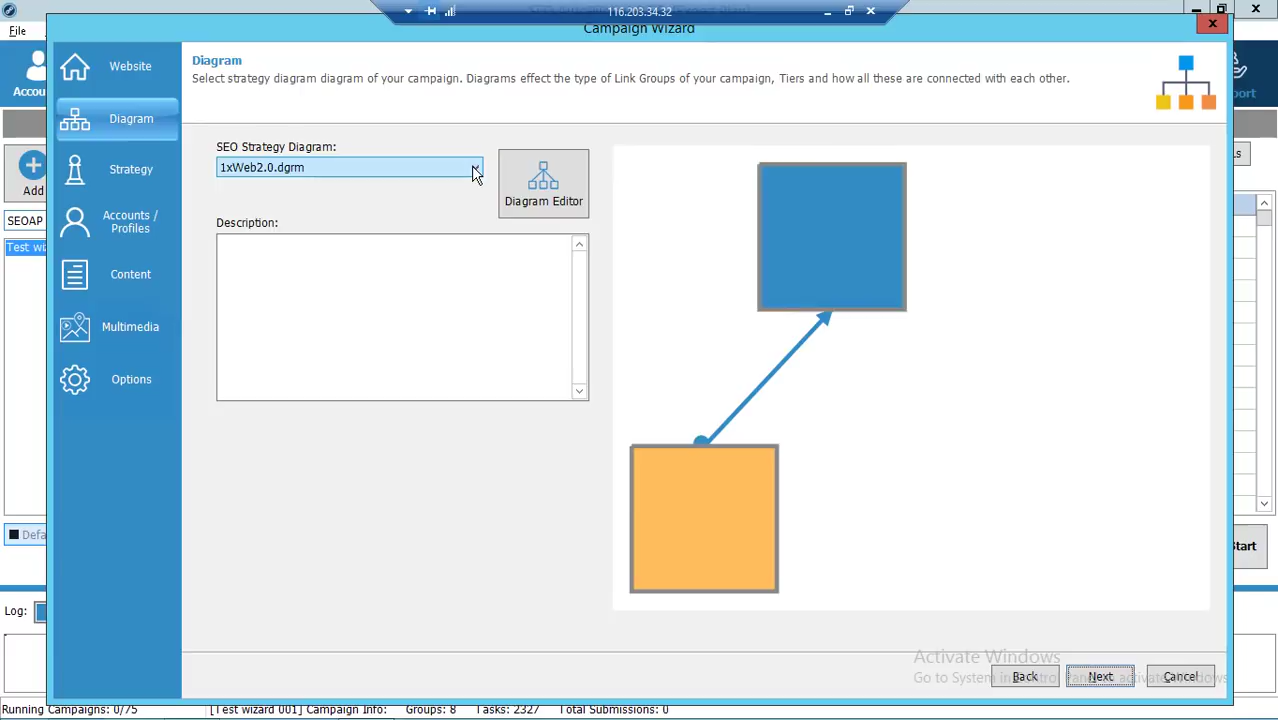 116.203.34.32
Campaign Wizard
File
Accou
port
Add
ls
SEOAP
Test wiz
Defa
Start
Log:
Website
Diagram
Strategy
Accounts /
Profiles
Content
Multimedia
Options
Diagram
Select strategy diagram diagram of your campaign. Diagrams effect the type of Link Groups of your campaign, Tiers and how all these are connected with each other.
SEO Strategy Diagram:
1xWeb2.0.dgrm
Diagram Editor
Description:
Activate Windows
Go to System in Control Panel to activate Windows.
Back
Next
Cancel
Running Campaigns: 0/75
[Test wizard 001] Campaign Info:
Groups: 8
Tasks: 2327
Total Submissions: 0